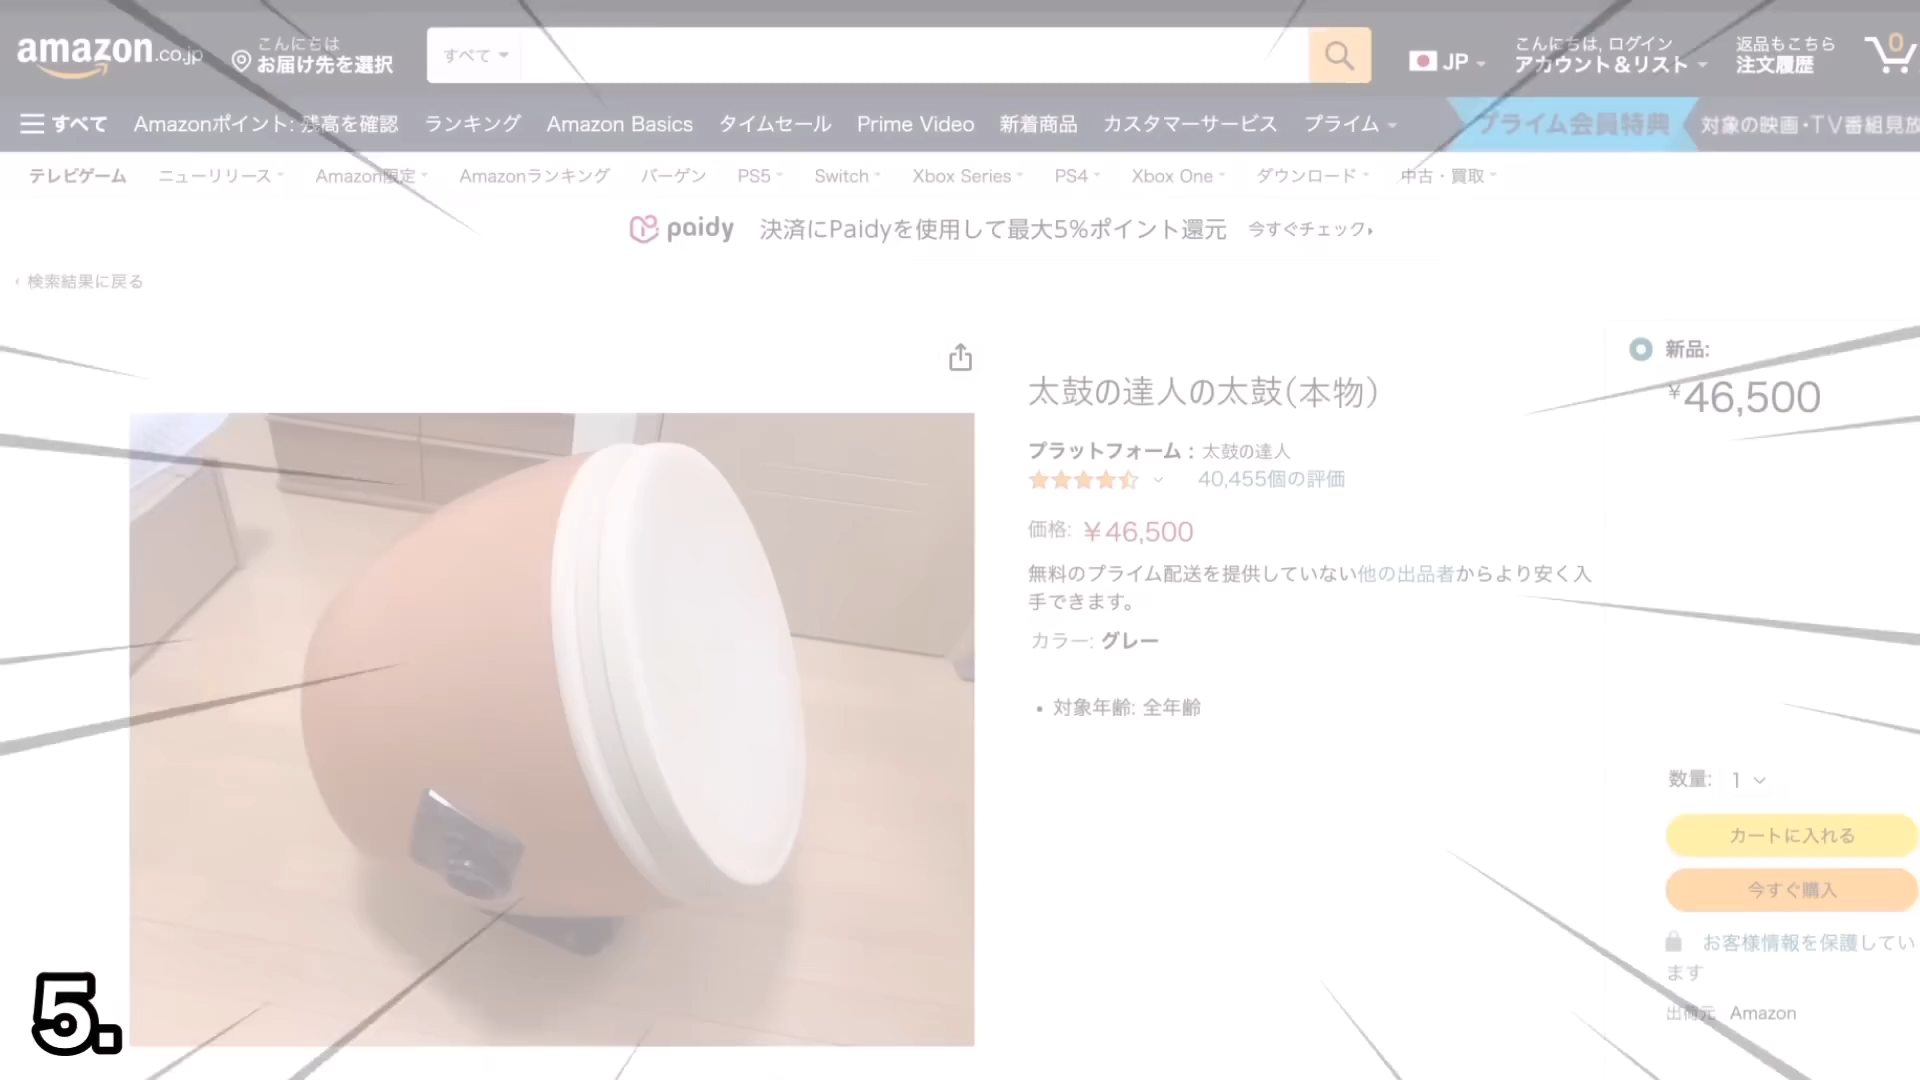 amazon.co.jp
こんにちは
お届け先を選択
すべて
JP
こんにちは, ログイン
アカウント＆リスト
返品もこちら
注文履歴
0
すべて
Amazonポイント: 残高を確認
ランキング
Amazon Basics
タイムセール
Prime Video
新着商品
カスタマーサービス
プライム
プライム会員特典
対象の映画・TV番組見放
テレビゲーム
ニューリリース
Amazon限定
Amazonランキング
バーゲン
PS5
Switch
Xbox Series
PS4
Xbox One
ダウンロード
中古・買取
paidy 決済にPaidyを使用して最大5%ポイント還元 今すぐチェック
‹ 検索結果に戻る
太鼓の達人の太鼓(本物)
プラットフォーム : 太鼓の達人
40,455個の評価
価格: ￥46,500
無料のプライム配送を提供していない他の出品者からより安く入
手できます。
カラー: グレー
• 対象年齢: 全年齢
新品:
￥46,500
数量: 1
カートに入れる
今すぐ購入
お客様情報を保護してい
ます
出荷元 Amazon
5.